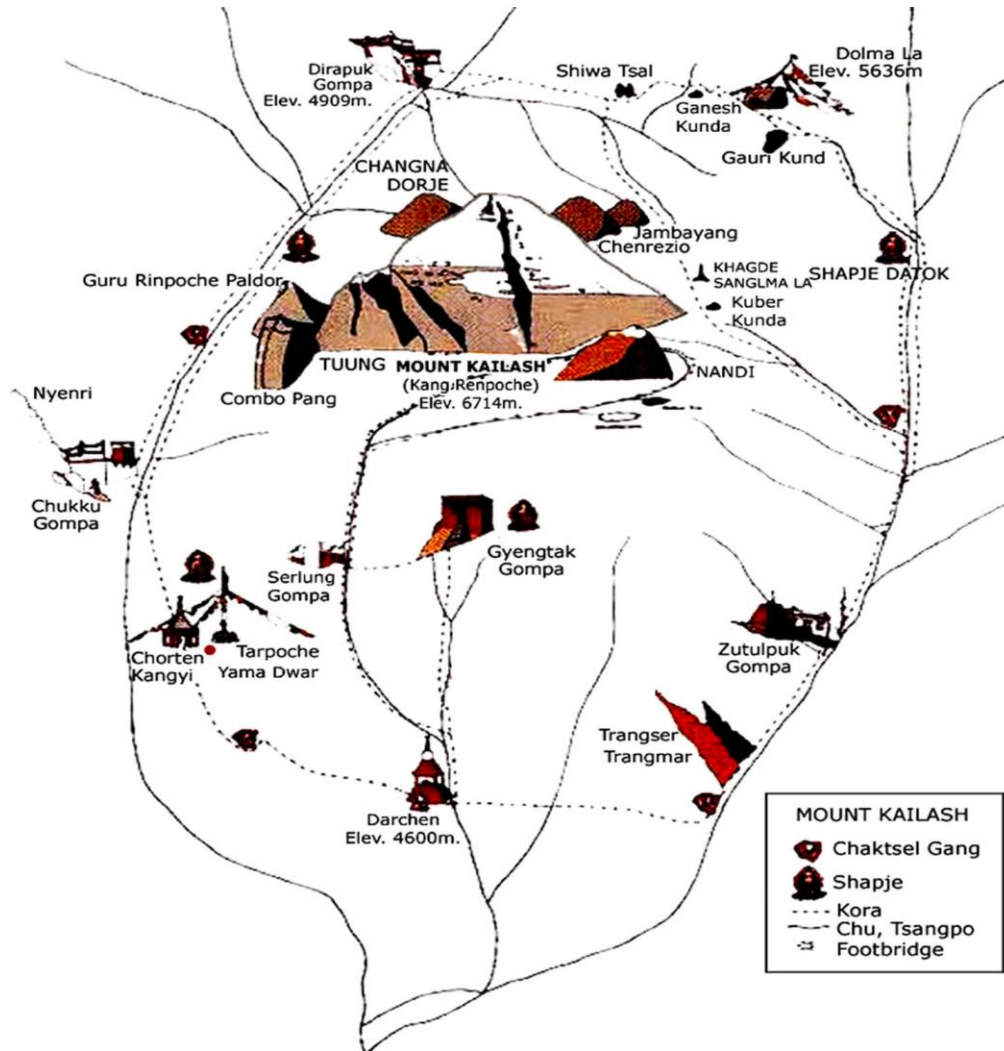 Dirapuk
Gompa
Elev. 4909m.
Shiwa Tsal
Dolma La
Elev. 5636m
Ganesh
Kunda
Gauri Kund
CHANGNA
DORJE
Jambayang
Chenrezio
Guru Rinpoche Paldor
KHAGDE
SANGLMA LA
SHAPJE DATOK
Kuber
Kunda
TUUNG
MOUNT KAILASH
(Kang Renpoche)
Elev. 6714m.
NANDI
Combo Pang
Nyenri
Chukku
Gompa
Serlung
Gompa
Gyengtak
Gompa
Chorten
Kangyi
Tarpoche
Yama Dwar
Zutulpuk
Gompa
Trangser
Trangmar
Darchen
Elev. 4600m.
MOUNT KAILASH
Chaktsel Gang
Shapje
Kora
Chu, Tsangpo
Footbridge